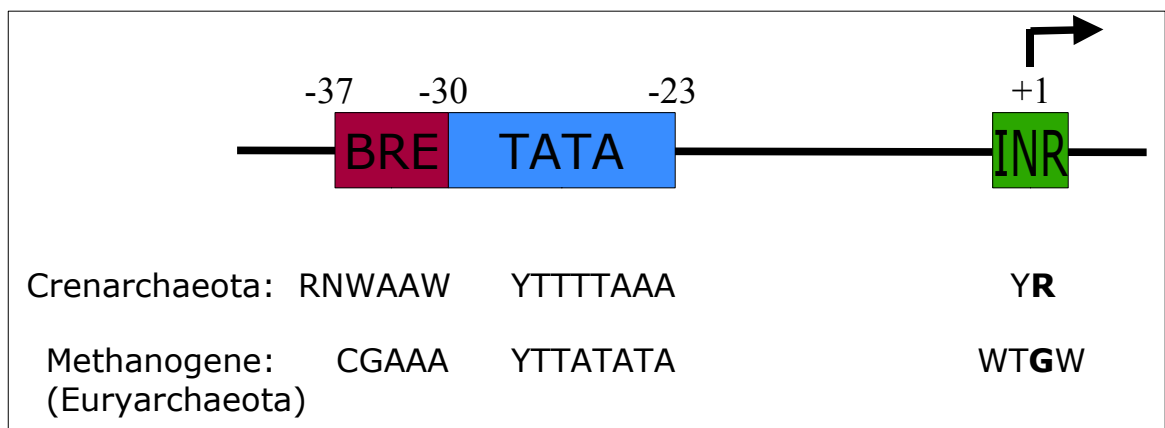 -37 -30 -23 +1
BRE TATA INR
Crenarchaeota: RNWAAW YTTTTAAA YR
Methanogene: CGAAA YTTATATA WTGW
(Euryarchaeota)